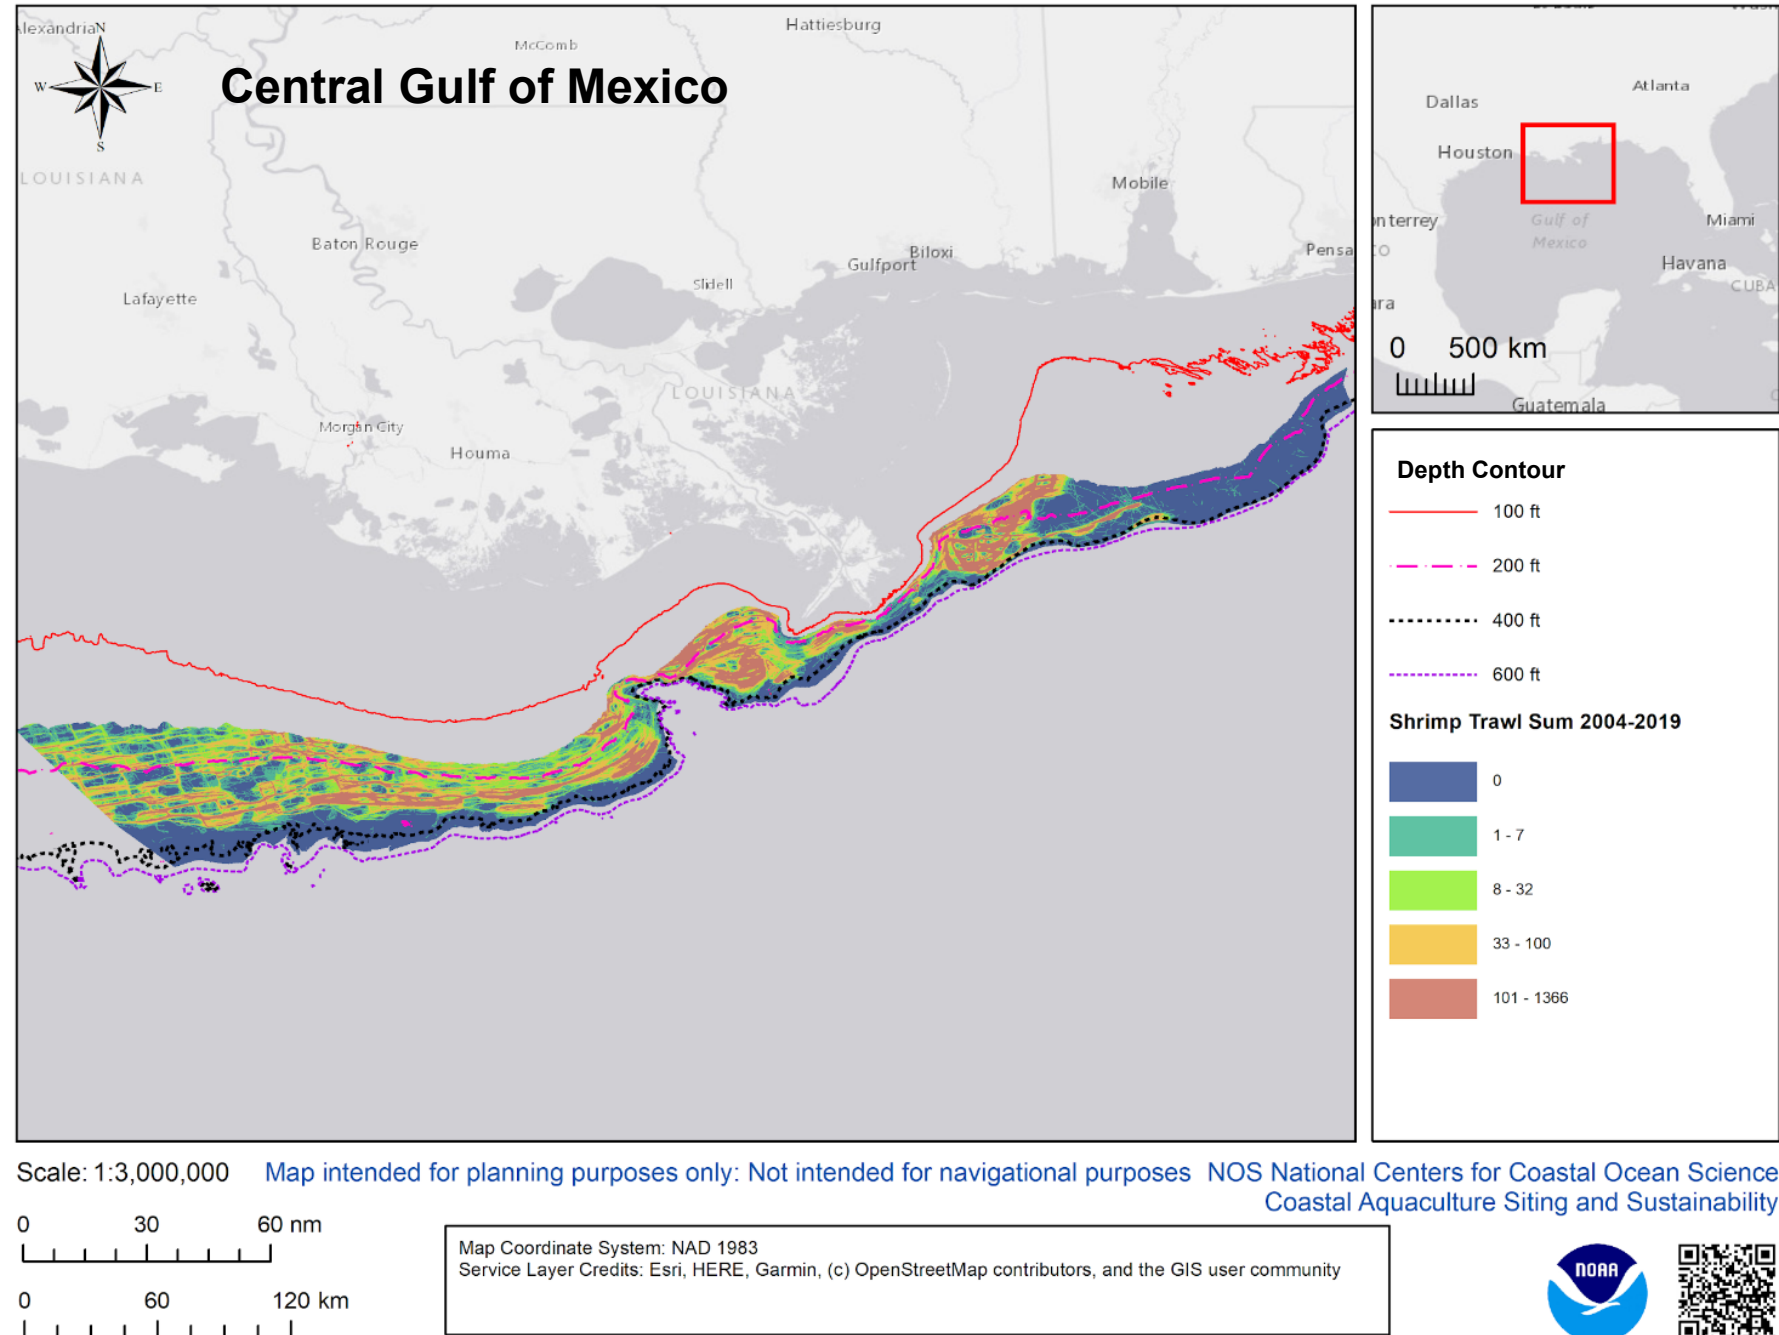 Alexandria
N
W
E
S
McComb
Hattiesburg
Central Gulf of Mexico
LOUISIANA
Mobile
Baton Rouge
Biloxi
Gulfport
Pensa
Slidell
Lafayette
LOUISIANA
Morgan City
Houma
Atlanta
Dallas
Houston
Gulf of
Mexico
Miami
Havana
CUBA
0 500 km
Guatemala
Depth Contour
100 ft
200 ft
400 ft
600 ft
Shrimp Trawl Sum 2004-2019
0
1 - 7
8 - 32
33 - 100
101 - 1366
Scale: 1:3,000,000
Map intended for planning purposes only: Not intended for navigational purposes
NOS National Centers for Coastal Ocean Science
Coastal Aquaculture Siting and Sustainability
0 30 60 nm
0 60 120 km
Map Coordinate System: NAD 1983
Service Layer Credits: Esri, HERE, Garmin, (c) OpenStreetMap contributors, and the GIS user community
NOAA